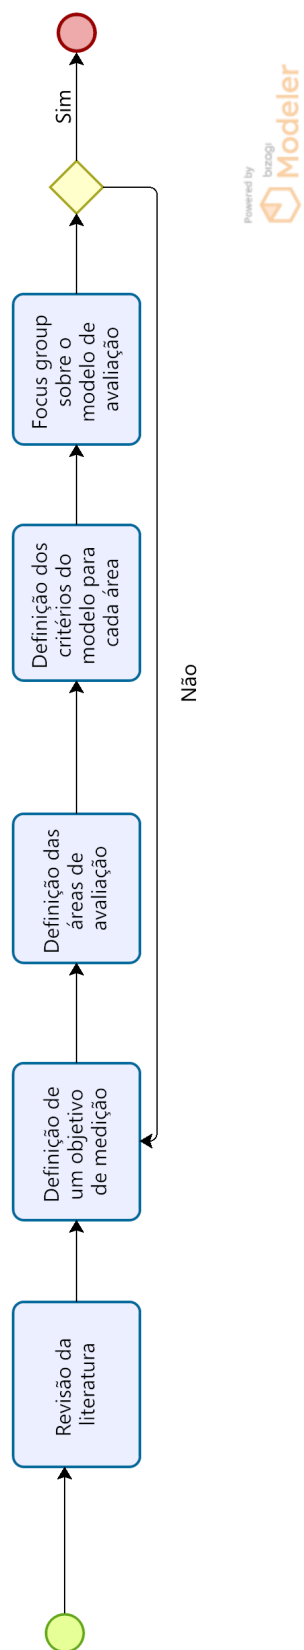 Revisão da
literatura
Definição de
um objetivo
de medição
Definição das
áreas de
avaliação
Definição dos
critérios do
modelo para
cada área
Focus group
sobre o
modelo de
avaliação
Sim
Não
Powered by
bizagi
Modeler